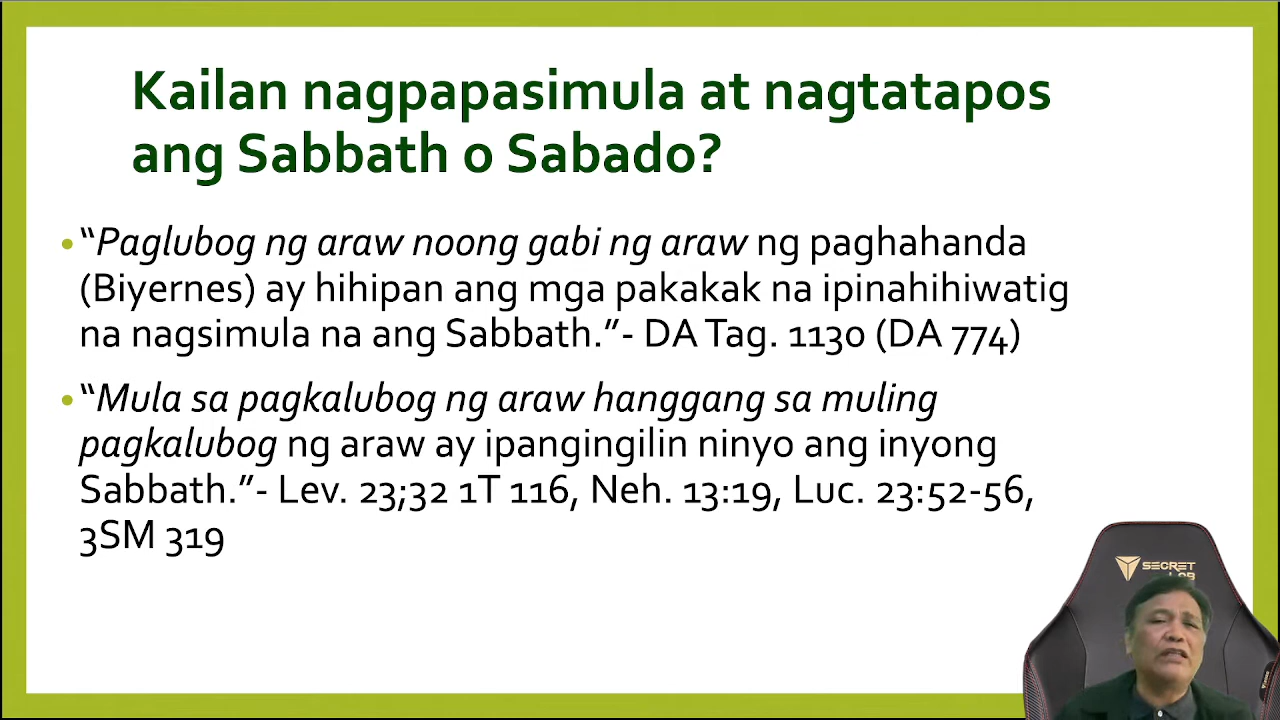 Kailan nagpapasimula at nagtatapos
ang Sabbath o Sabado?
• “Paglubog ng araw noong gabi ng araw ng paghahanda
(Biyernes) ay hihipan ang mga pakakak na ipinahihiwatig
na nagsimula na ang Sabbath.”- DA Tag. 1130 (DA 774)
• “Mula sa pagkalubog ng araw hanggang sa muling
pagkalubog ng araw ay ipangingilin ninyo ang inyong
Sabbath.”- Lev. 23;32 1T 116, Neh. 13:19, Luc. 23:52-56,
3SM 319
SECRET
LAB